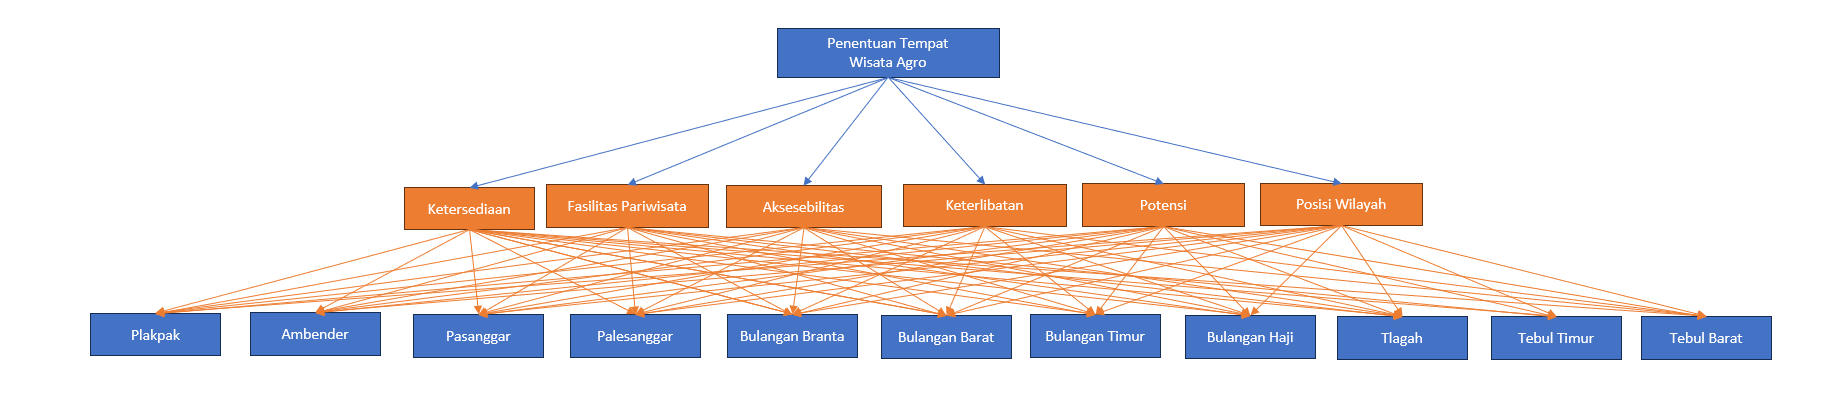 Penentuan Tempat
Wisata Agro
Ketersediaan
Fasilitas Pariwisata
Aksesebilitas
Keterlibatan
Potensi
Posisi Wilayah
Plakpak
Ambender
Pasanggar
Palesanggar
Bulangan Branta
Bulangan Barat
Bulangan Timur
Bulangan Haji
Tlagah
Tebul Timur
Tebul Barat